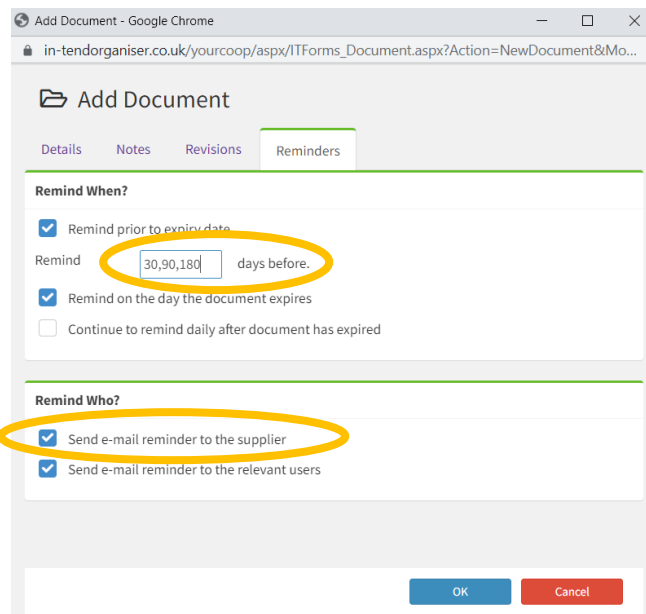 Add Document - Google Chrome
in-tendorganiser.co.uk/yourcoop/aspx/ITForms_Document.aspx?Action=NewDocument&Mo...
Add Document
Details Notes Revisions Reminders
Remind When?
Remind prior to expiry date
Remind 30,90,180 days before.
Remind on the day the document expires
Continue to remind daily after document has expired
Remind Who?
Send e-mail reminder to the supplier
Send e-mail reminder to the relevant users
OK Cancel